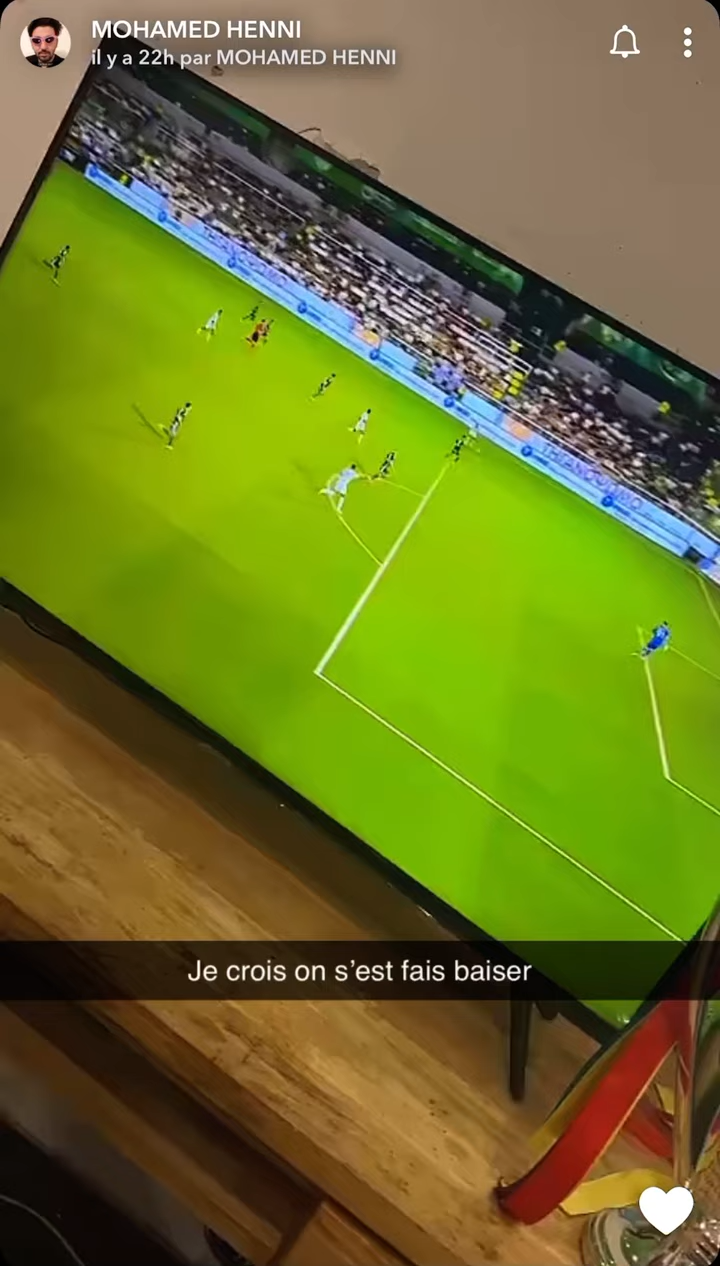 MOHAMED HENNI
il y a 22h par MOHAMED HENNI
Je crois on s’est fais baiser